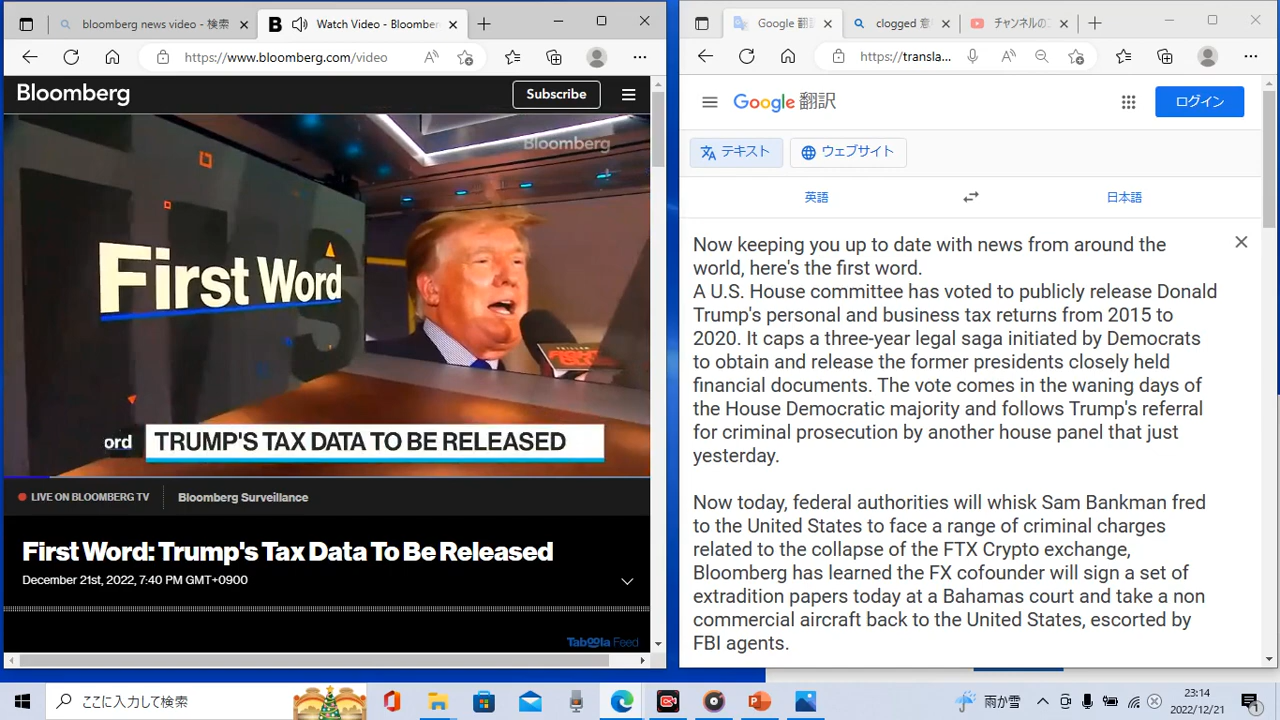 bloomberg news video - 検索
Watch Video - Bloomber
https://www.bloomberg.com/video
Bloomberg
Subscribe
Bloomberg
First Word
ord
TRUMP'S TAX DATA TO BE RELEASED
LIVE ON BLOOMBERG TV
Bloomberg Surveillance
First Word: Trump's Tax Data To Be Released
December 21st, 2022, 7:40 PM GMT+0900
Taboola Feed
Google 翻訳
clogged 意味
チャンネルのコ
https://transla...
Google 翻訳
ログイン
テキスト
ウェブサイト
英語
日本語
Now keeping you up to date with news from around the
world, here's the first word.
A U.S. House committee has voted to publicly release Donald
Trump's personal and business tax returns from 2015 to
2020. It caps a three-year legal saga initiated by Democrats
to obtain and release the former presidents closely held
financial documents. The vote comes in the waning days of
the House Democratic majority and follows Trump's referral
for criminal prosecution by another house panel that just
yesterday.
Now today, federal authorities will whisk Sam Bankman fred
to the United States to face a range of criminal charges
related to the collapse of the FTX Crypto exchange,
Bloomberg has learned the FX cofounder will sign a set of
extradition papers today at a Bahamas court and take a non
commercial aircraft back to the United States, escorted by
FBI agents.
ここに入力して検索
雨か雪
23:14
2022/12/21